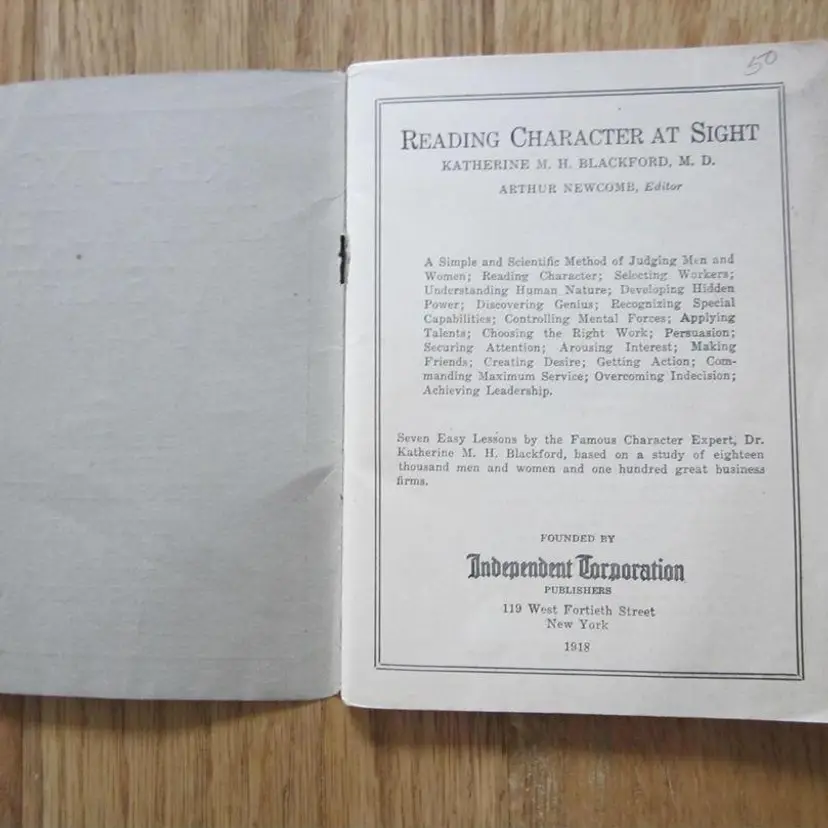 50
READING CHARACTER AT SIGHT
KATHERINE M. H. BLACKFORD, M. D.
ARTHUR NEWCOMB, Editor
A Simple and Scientific Method of Judging Men and
Women; Reading Character; Selecting Workers;
Understanding Human Nature; Developing Hidden
Power; Discovering Genius; Recognizing Special
Capabilities; Controlling Mental Forces; Applying
Talents; Choosing the Right Work; Persuasion;
Securing Attention; Arousing Interest; Making
Friends; Creating Desire; Getting Action; Com-
manding Maximum Service; Overcoming Indecision;
Achieving Leadership.
Seven Easy Lessons by the Famous Character Expert, Dr.
Katherine M. H. Blackford, based on a study of eighteen
thousand men and women and one hundred great business
firms.
FOUNDED BY
Independent Corporation
PUBLISHERS
119 West Fortieth Street
New York
1918